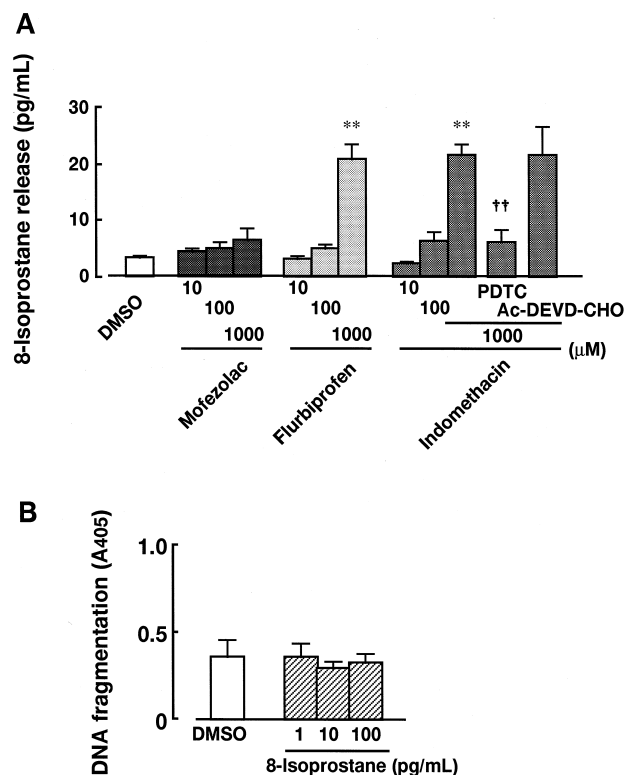 A
8-Isoprostane release (pg/mL)
30
20
10
0
**
**
††
DMSO
10
100
1000
Mofezolac
10
100
1000
Flurbiprofen
10
100
PDTC
Ac-DEVD-CHO
1000
(μM)
Indomethacin
B
DNA fragmentation (A405)
1.0
0.5
0
DMSO
1 10 100
8-Isoprostane (pg/mL)